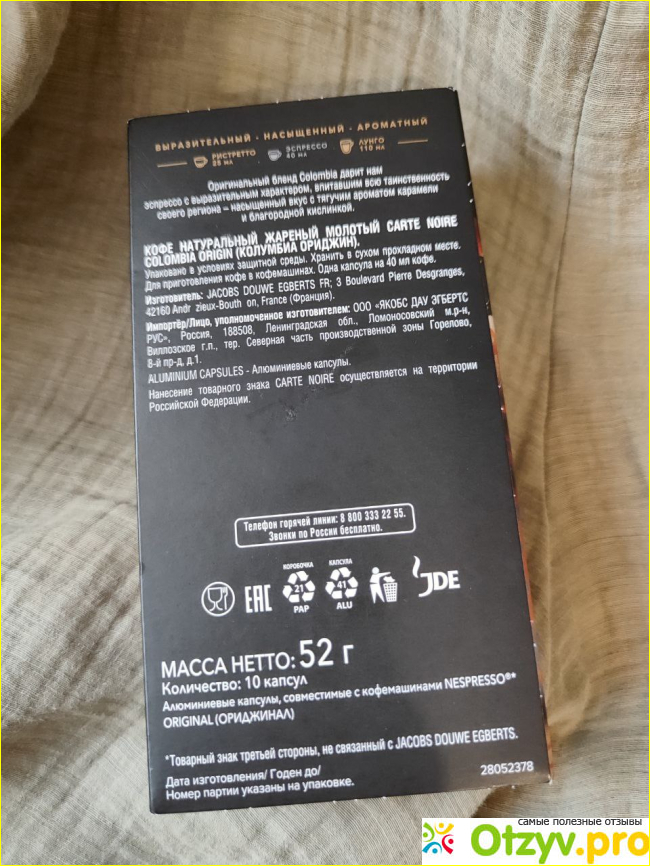 ВЫРАЗИТЕЛЬНЫЙ • НАСЫЩЕННЫЙ • АРОМАТНЫЙ
РИСТРЕТТО 25 МЛ ЭСПРЕССО 40 МЛ ЛУНГО 110 МЛ
Оригинальный бленд Colombia дарит нам
эспрессо с выразительным характером, впитавшим всю таинственность
своего региона – насыщенный вкус с тягучим ароматом карамели
и благородной кислинкой.
КОФЕ НАТУРАЛЬНЫЙ ЖАРЕНЫЙ МОЛОТЫЙ CARTE NOIRE
COLOMBIA ORIGIN (КОЛУМБИА ОРИДЖИН).
Упаковано в условиях защитной среды. Хранить в сухом прохладном месте.
Для приготовления кофе в кофемашинах. Одна капсула на 40 мл кофе.
Изготовитель: JACOBS DOUWE EGBERTS FR; 3 Boulevard Pierre Desgranges,
42160 Andr zieux-Bouth on, France (Франция).
Импортёр/Лицо, уполномоченное изготовителем: ООО «ЯКОБС ДАУ ЭГБЕРТС
РУС», Россия, 188508, Ленинградская обл., Ломоносовский м.р-н,
Виллозское г.п., тер. Северная часть производственной зоны Горелово,
8-й пр-д, д.1.
ALUMINIUM CAPSULES - Алюминиевые капсулы.
Нанесение товарного знака CARTE NOIRE осуществляется на территории
Российской Федерации.
Телефон горячей линии: 8 800 333 22 55.
Звонки по России бесплатно.
КОРОБОЧКА КАПСУЛА
EAC 21 41 JDE
PAP ALU
МАССА НЕТТО: 52 г
Количество: 10 капсул
Алюминиевые капсулы, совместимые с кофемашинами NESPRESSO®*
ORIGINAL (ОРИДЖИНАЛ)
*Товарный знак третьей стороны, не связанный с JACOBS DOUWE EGBERTS.
Дата изготовления/ Годен до/
Номер партии указаны на упаковке.
28052378
самые полезные отзывы
Otzyv.pro